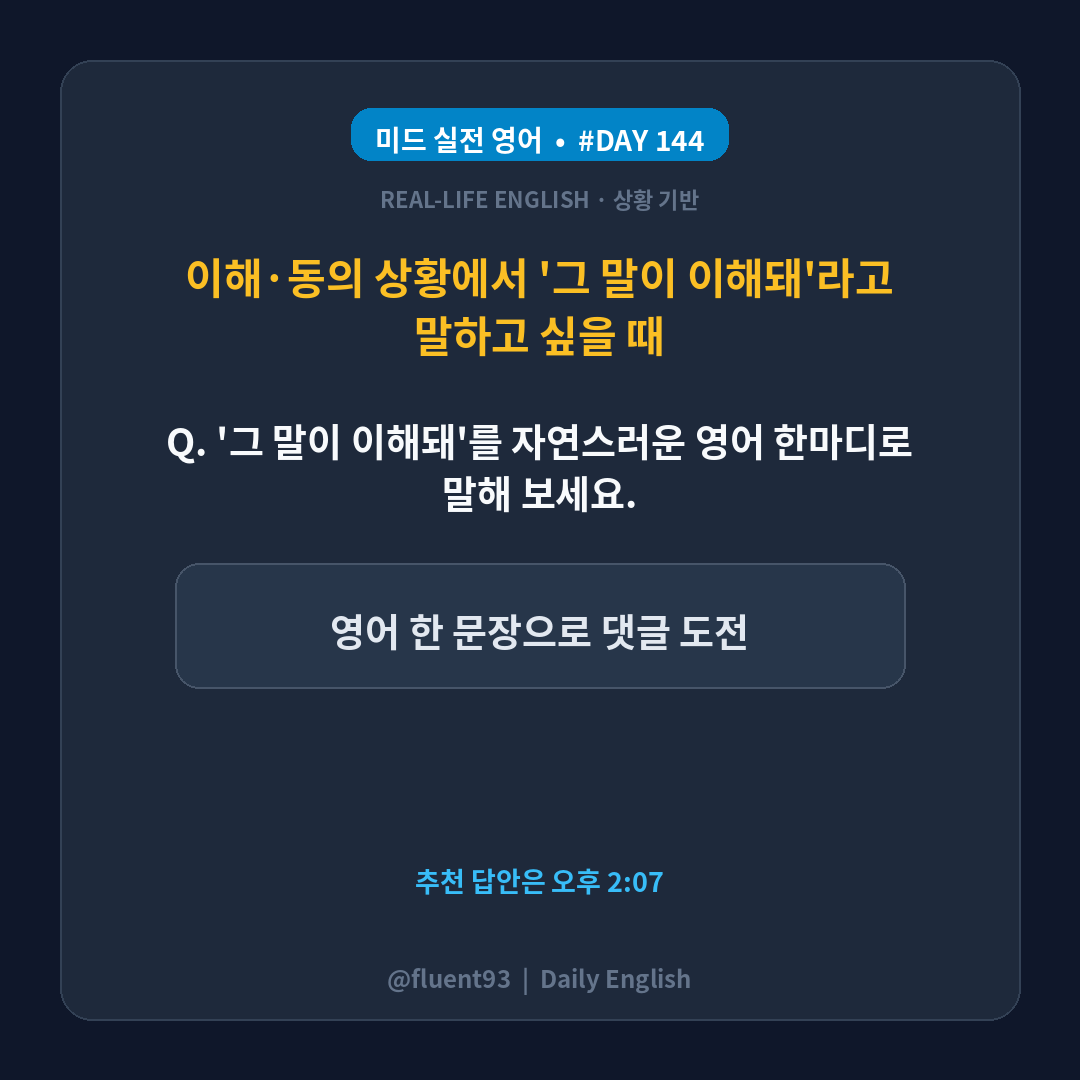 미드 실전 영어 • #DAY 144
REAL-LIFE ENGLISH · 상황 기반
이해·동의 상황에서 '그 말이 이해돼'라고
말하고 싶을 때
Q. '그 말이 이해돼'를 자연스러운 영어 한마디로
말해 보세요.
영어 한 문장으로 댓글 도전
추천 답안은 오후 2:07
@fluent93 | Daily English